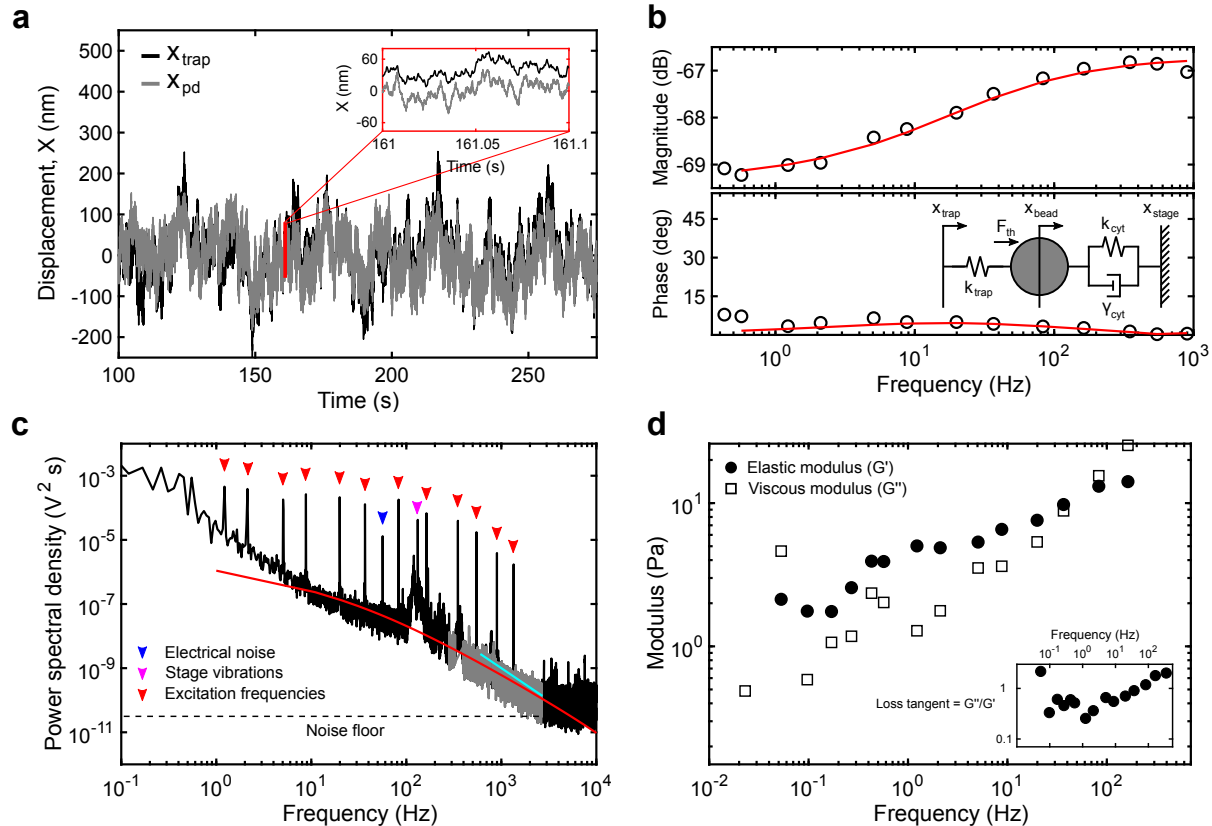 a
Displacement, X (nm)
500
400
300
200
100
0
-100
-200
X_trap
X_pd
X (nm)
60
0
-60
161
161.05
161.1
Time (s)
100
150
200
250
Time (s)
b
Magnitude (dB)
-67
-68
-69
Phase (deg)
45
30
15
x_trap
x_bead
x_stage
F_th
k_cyt
k_trap
γ_cyt
10^0
10^1
10^2
10^3
Frequency (Hz)
c
Power spectral density (V^2 s)
10^-3
10^-5
10^-7
10^-9
10^-11
Electrical noise
Stage vibrations
Excitation frequencies
Noise floor
10^-1
10^0
10^1
10^2
10^3
10^4
Frequency (Hz)
d
Modulus (Pa)
10^1
10^0
Elastic modulus (G')
Viscous modulus (G'')
Frequency (Hz)
10^-1
10^0
10^1
10^2
Loss tangent = G''/G'
1
0.1
10^-2
10^-1
10^0
10^1
10^2
Frequency (Hz)